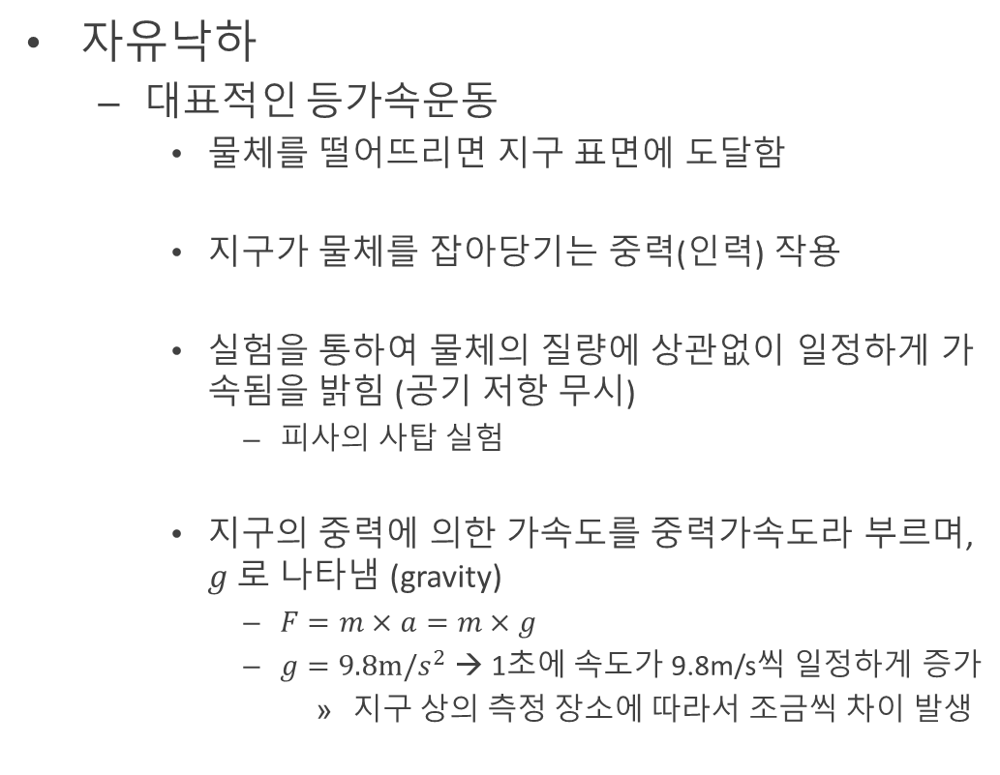 • 자유낙하
– 대표적인 등가속운동
• 물체를 떨어뜨리면 지구 표면에 도달함
• 지구가 물체를 잡아당기는 중력(인력) 작용
• 실험을 통하여 물체의 질량에 상관없이 일정하게 가
속됨을 밝힘 (공기 저항 무시)
– 피사의 사탑 실험
• 지구의 중력에 의한 가속도를 중력가속도라 부르며,
g 로 나타냄 (gravity)
– F = m × a = m × g
– g = 9.8m/s² → 1초에 속도가 9.8m/s씩 일정하게 증가
» 지구 상의 측정 장소에 따라서 조금씩 차이 발생